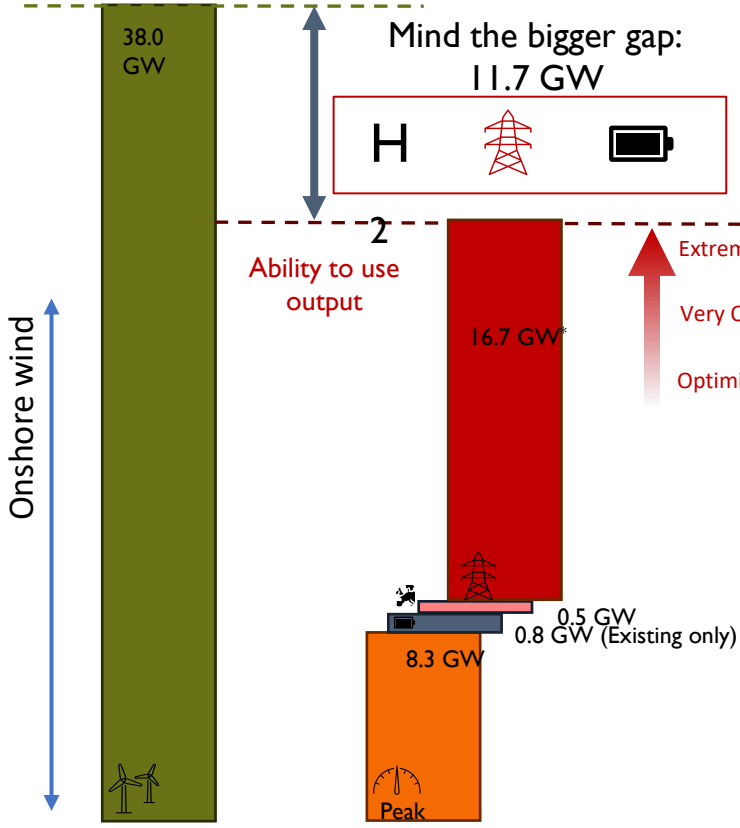 38.0
GW
Mind the bigger gap:
11.7 GW
H
2
Ability to use
output
Onshore wind
16.7 GW*
0.5 GW
0.8 GW (Existing only)
8.3 GW
Peak
Extrem
Very O
Optimi